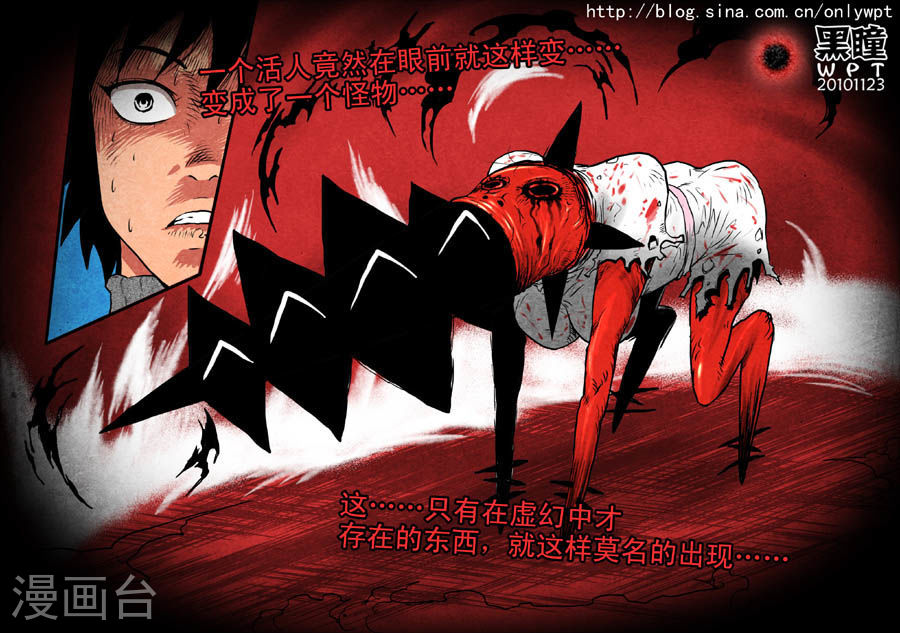 http://blog.sina.com.cn/onlywpt
黑瞳
WPT
20101123
一个活人竟然在眼前就这样变……
变成了一个怪物……
这……只有在虚幻中才
存在的东西，就这样莫名的出现……
漫画台